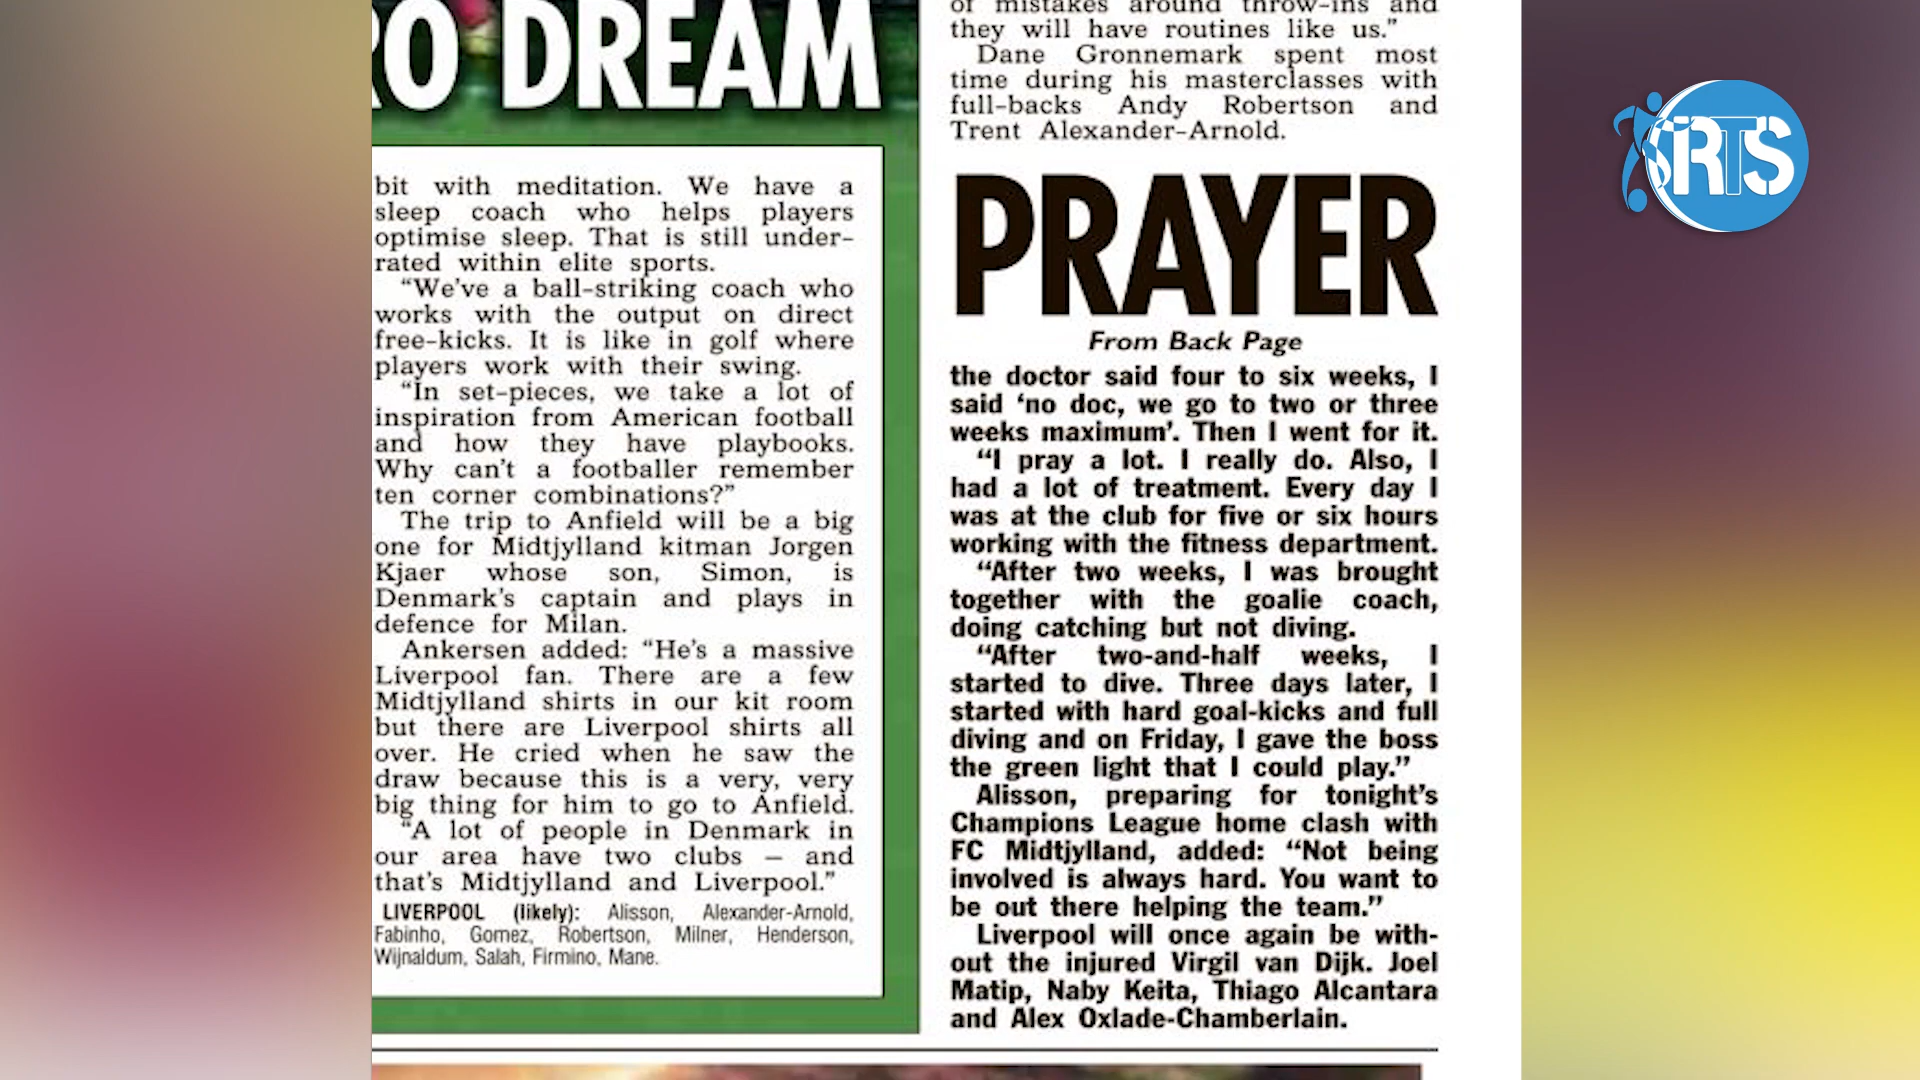 RO DREAM
bit with meditation. We have a
sleep coach who helps players
optimise sleep. That is still under-
rated within elite sports.
“We’ve a ball-striking coach who
works with the output on direct
free-kicks. It is like in golf where
players work with their swing.
“In set-pieces, we take a lot of
inspiration from American football
and how they have playbooks.
Why can’t a footballer remember
ten corner combinations?”
The trip to Anfield will be a big
one for Midtjylland kitman Jorgen
Kjaer whose son, Simon, is
Denmark’s captain and plays in
defence for Milan.
Ankersen added: “He’s a massive
Liverpool fan. There are a few
Midtjylland shirts in our kit room
but there are Liverpool shirts all
over. He cried when he saw the
draw because this is a very, very
big thing for him to go to Anfield.
“A lot of people in Denmark in
our area have two clubs – and
that’s Midtjylland and Liverpool.”
LIVERPOOL (likely): Alisson, Alexander-Arnold,
Fabinho, Gomez, Robertson, Milner, Henderson,
Wijnaldum, Salah, Firmino, Mane.
of mistakes around throw-ins and
they will have routines like us.”
Dane Gronnemark spent most
time during his masterclasses with
full-backs Andy Robertson and
Trent Alexander-Arnold.
PRAYER
From Back Page
the doctor said four to six weeks, I
said ‘no doc, we go to two or three
weeks maximum’. Then I went for it.
“I pray a lot. I really do. Also, I
had a lot of treatment. Every day I
was at the club for five or six hours
working with the fitness department.
“After two weeks, I was brought
together with the goalie coach,
doing catching but not diving.
“After two-and-half weeks, I
started to dive. Three days later, I
started with hard goal-kicks and full
diving and on Friday, I gave the boss
the green light that I could play.”
Alisson, preparing for tonight’s
Champions League home clash with
FC Midtjylland, added: “Not being
involved is always hard. You want to
be out there helping the team.”
Liverpool will once again be with-
out the injured Virgil van Dijk. Joel
Matip, Naby Keita, Thiago Alcantara
and Alex Oxlade-Chamberlain.
RTS